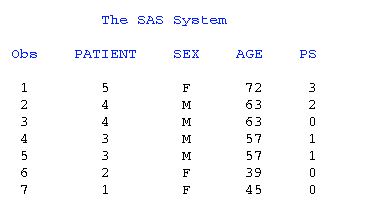 The SAS System
Obs PATIENT SEX AGE PS
1 5 F 72 3
2 4 M 63 2
3 4 M 63 0
4 3 M 57 1
5 3 M 57 1
6 2 F 39 0
7 1 F 45 0